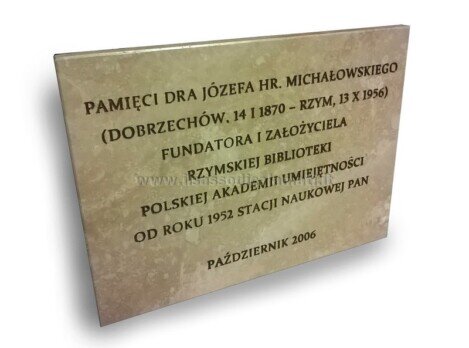 PAMIĘCI DRA JÓZEFA HR. MICHAŁOWSKIEGO
(DOBRZECHÓW, 14 I 1870 – RZYM, 13 X 1956)
FUNDATORA I ZAŁOŻYCIELA
RZYMSKIEJ BIBLIOTEKI
POLSKIEJ AKADEMII UMIEJĘTNOŚCI
OD ROKU 1952 STACJI NAUKOWEJ PAN
PAŹDZIERNIK 2006